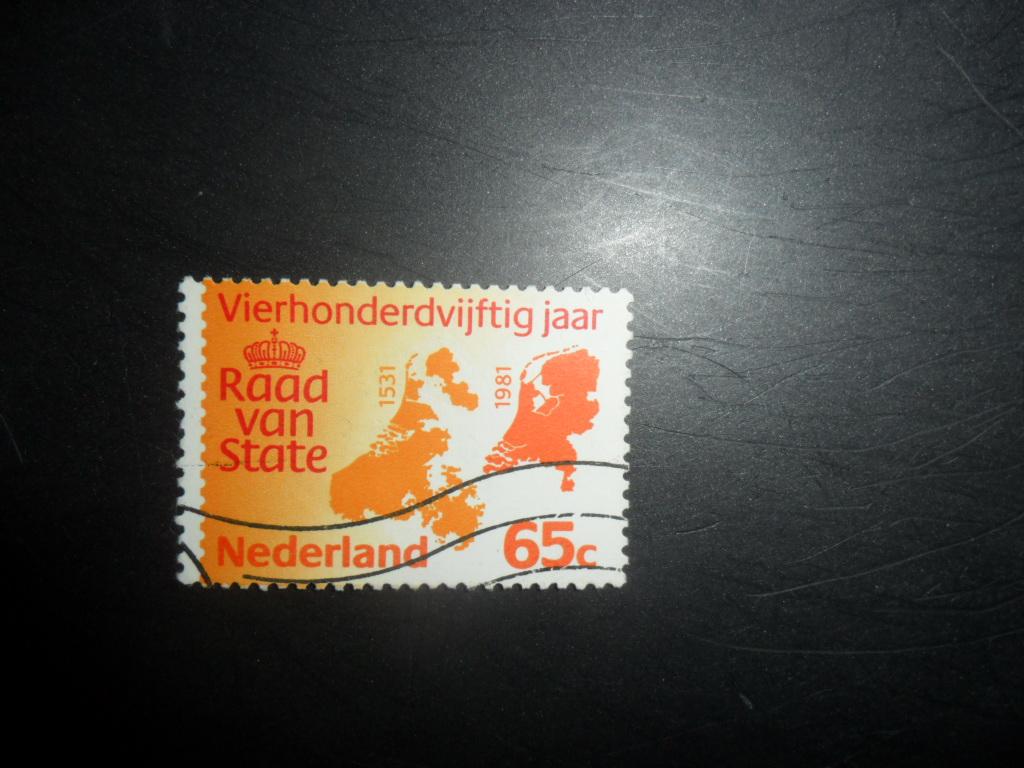 Vierhonderdvijftig jaar
Raad
van
State
1531
1981
Nederland 65c